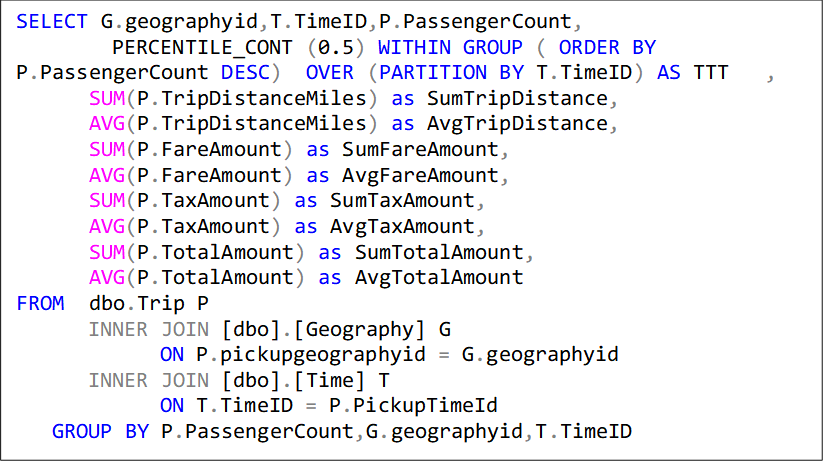 SELECT G.geographyid,T.TimeID,P.PassengerCount,
PERCENTILE_CONT (0.5) WITHIN GROUP ( ORDER BY
P.PassengerCount DESC)  OVER (PARTITION BY T.TimeID) AS TTT   ,
SUM(P.TripDistanceMiles) as SumTripDistance,
AVG(P.TripDistanceMiles) as AvgTripDistance,
SUM(P.FareAmount) as SumFareAmount,
AVG(P.FareAmount) as AvgFareAmount,
SUM(P.TaxAmount) as SumTaxAmount,
AVG(P.TaxAmount) as AvgTaxAmount,
SUM(P.TotalAmount) as SumTotalAmount,
AVG(P.TotalAmount) as AvgTotalAmount
FROM  dbo.Trip P
INNER JOIN [dbo].[Geography] G
ON P.pickupgeographyid = G.geographyid
INNER JOIN [dbo].[Time] T
ON T.TimeID = P.PickupTimeId
GROUP BY P.PassengerCount,G.geographyid,T.TimeID